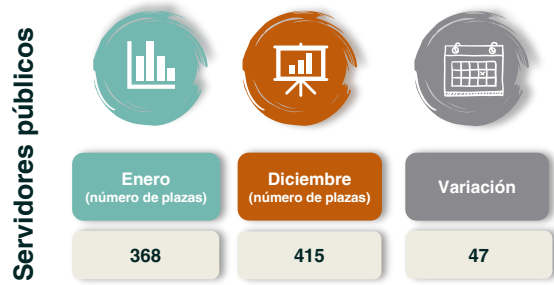 Servidores públicos
Enero
(número de plazas)
Diciembre
(número de plazas)
Variación
368
415
47